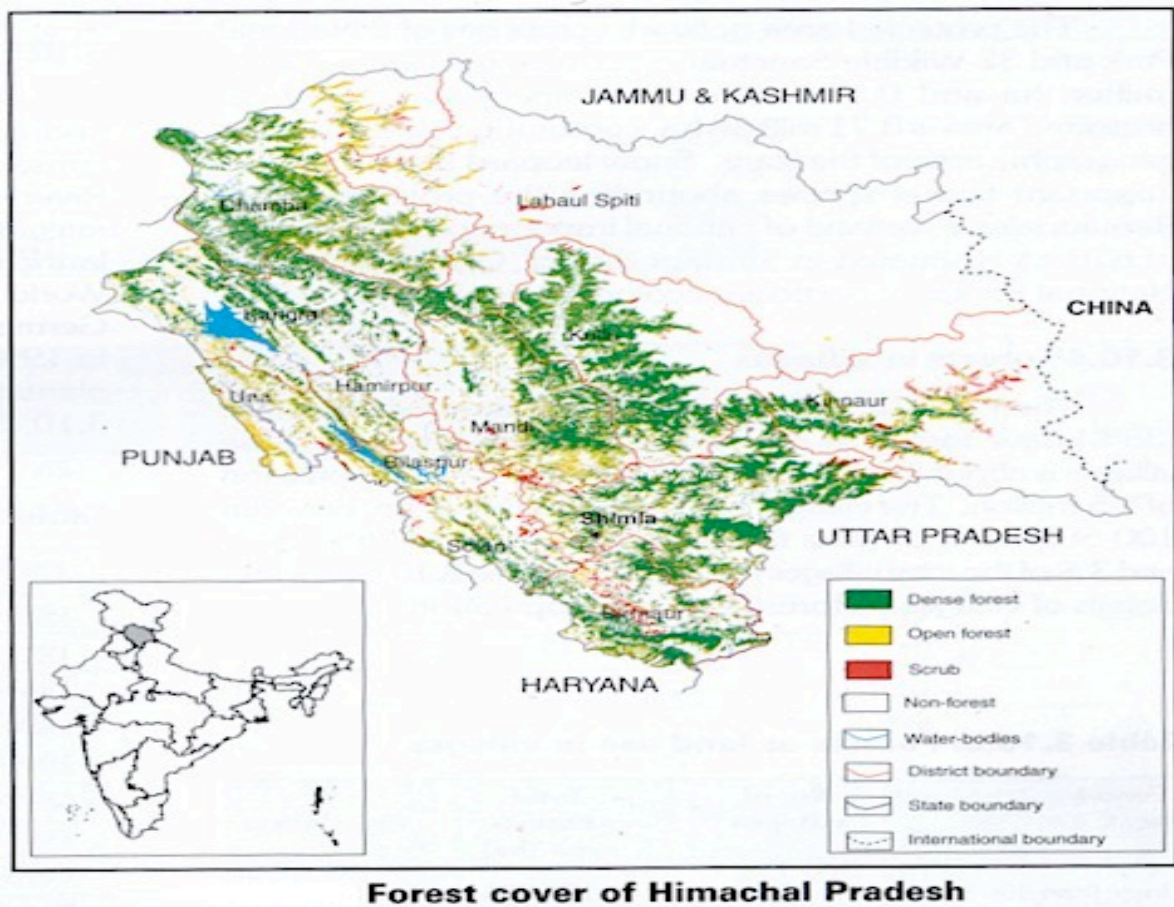 JAMMU & KASHMIR
Lahaul Spiti
Chamba
CHINA
Kangra
Kullu
Hamirpur
Kinnaur
Una
Mandi
PUNJAB
Bilaspur
Shimla
UTTAR PRADESH
Solan
Sirmaur
HARYANA
Dense forest
Open forest
Scrub
Non-forest
Water-bodies
District boundary
State boundary
International boundary
Forest cover of Himachal Pradesh